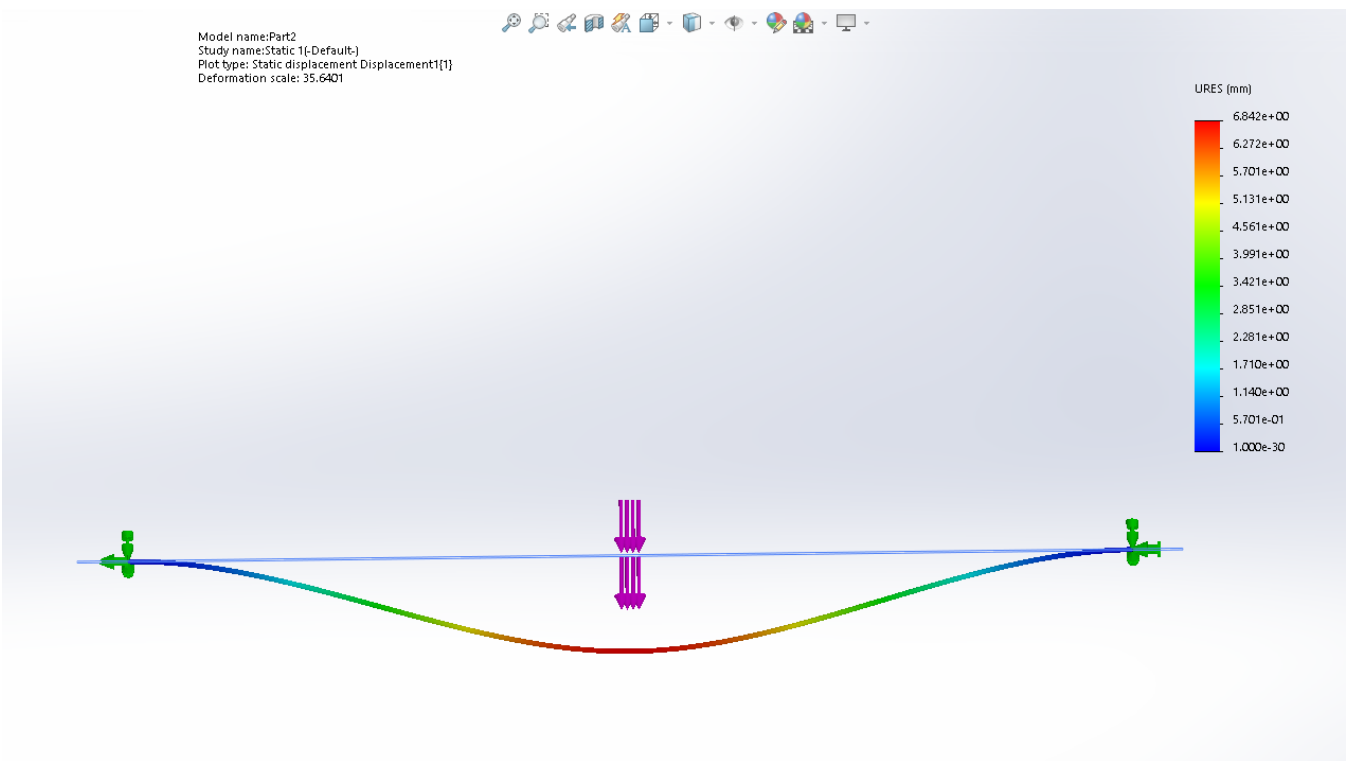 Model name:Part2
Study name:Static 1(-Default-)
Plot type: Static displacement Displacement1{1}
Deformation scale: 35.6401
URES (mm)
6.842e+00
6.272e+00
5.701e+00
5.131e+00
4.561e+00
3.991e+00
3.421e+00
2.851e+00
2.281e+00
1.710e+00
1.140e+00
5.701e-01
1.000e-30